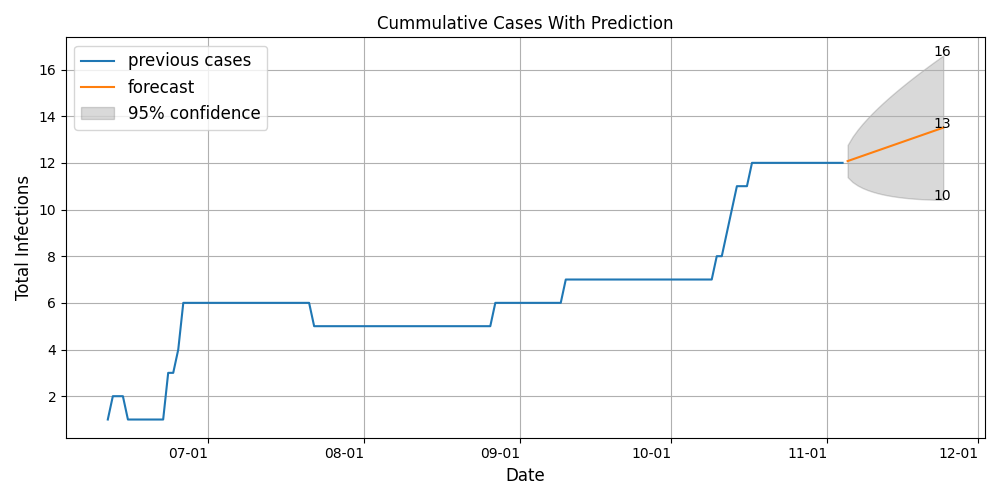 Cummulative Cases With Prediction
Total Infections
16
14
12
10
8
6
4
2
previous cases
forecast
95% confidence
16
13
10
07-01
08-01
09-01
10-01
11-01
12-01
Date